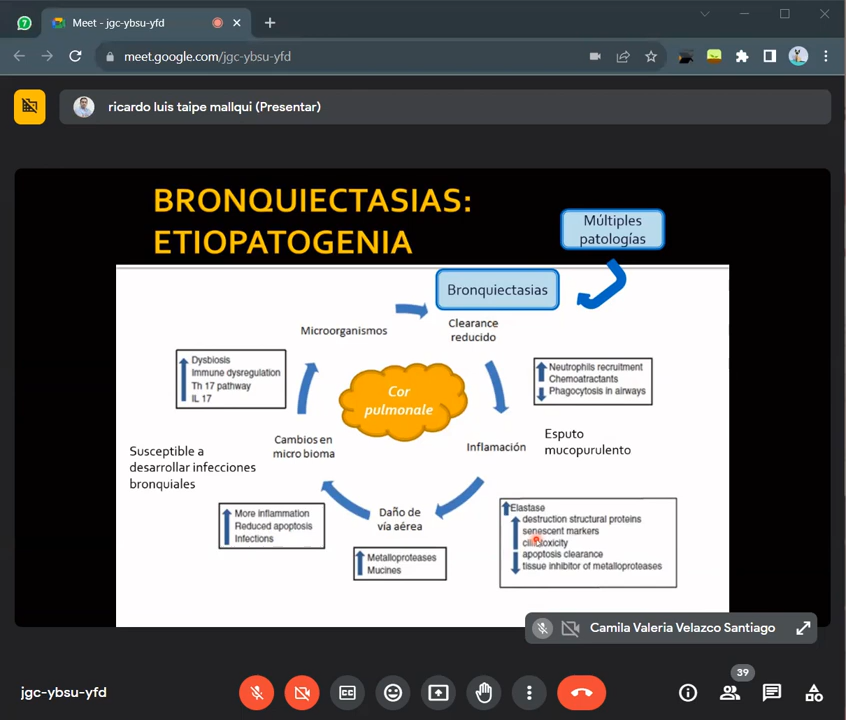 Meet - jgc-ybsu-yfd
meet.google.com/jgc-ybsu-yfd
ricardo luis taipe mallqui (Presentar)
BRONQUIECTASIAS:
ETIOPATOGENIA
Múltiples
patologías
Bronquiectasias
Clearance
reducido
Microorganismos
Dysbiosis
Immune dysregulation
Th 17 pathway
IL 17
Neutrophils recruitment
Chemoattractants
Phagocytosis in airways
Cor
pulmonale
Cambios en
micro bioma
Inflamación
Esputo
mucopurulento
Susceptible a
desarrollar infecciones
bronquiales
More inflammation
Reduced apoptosis
Infections
Daño de
vía aérea
Metalloproteases
Mucines
Elastase
destruction structural proteins
senescent markers
apoptosis clearance
tissue inhibitor of metalloproteases
Camila Valeria Velazco Santiago
jgc-ybsu-yfd
39